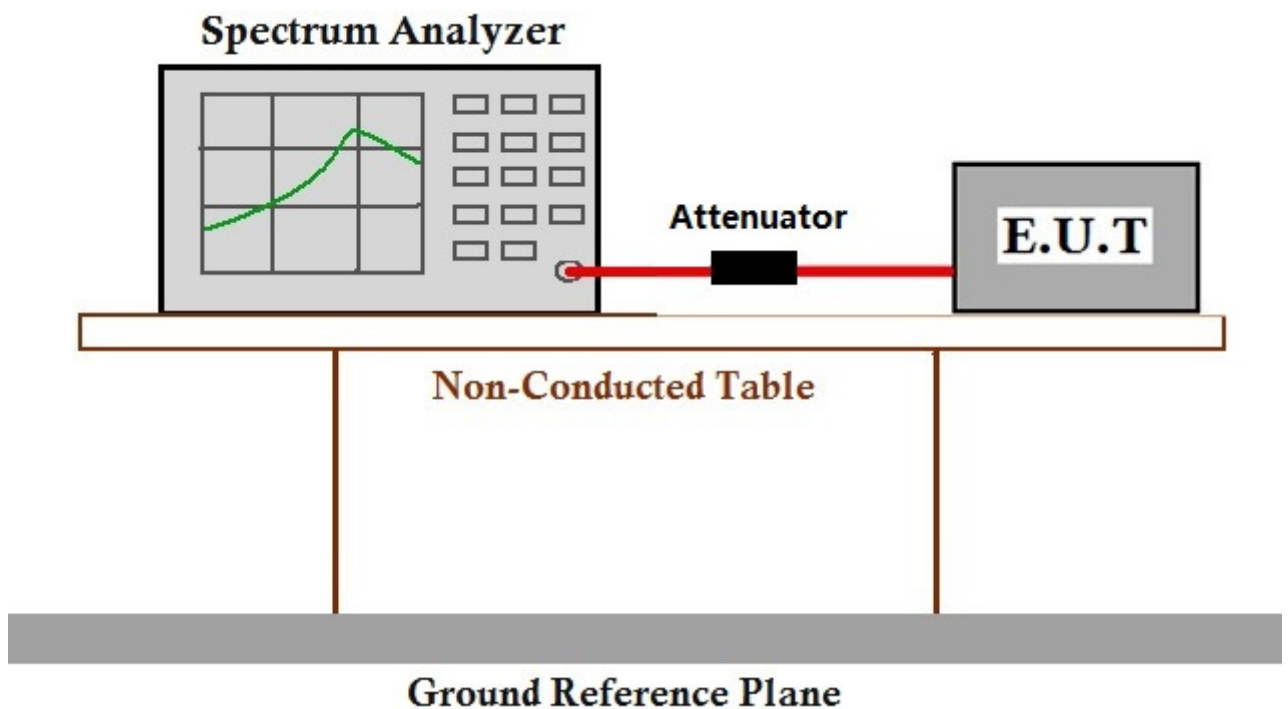 Spectrum Analyzer
Attenuator
E.U.T
Non-Conducted Table
Ground Reference Plane